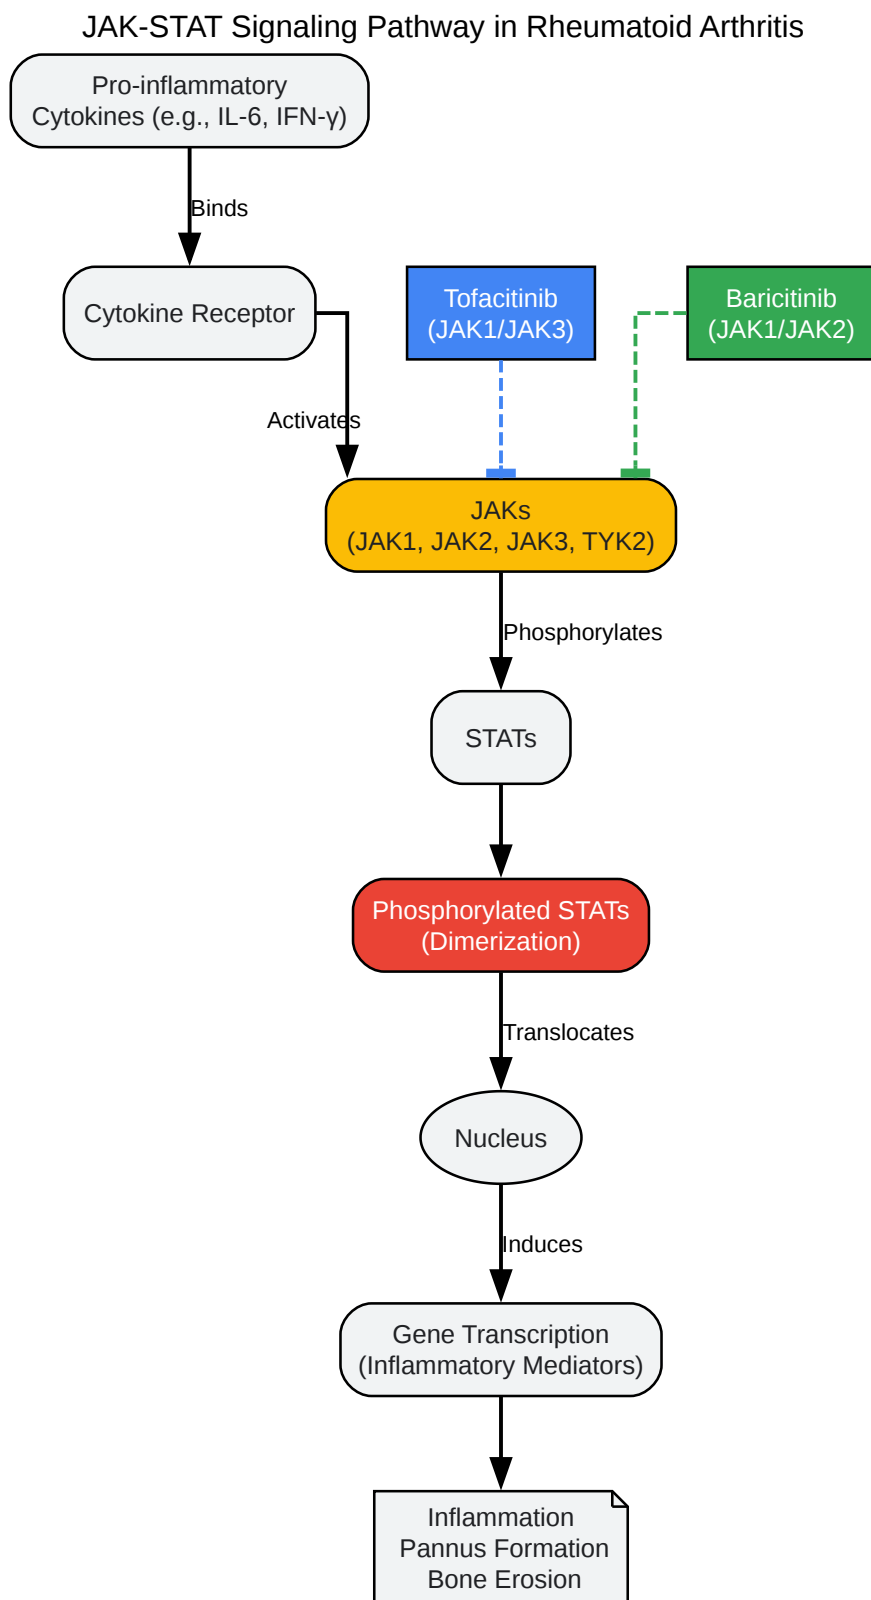 JAK-STAT Signaling Pathway in Rheumatoid Arthritis
Pro-inflammatory
Cytokines (e.g., IL-6, IFN-γ)
Binds
Cytokine Receptor
Tofacitinib
(JAK1/JAK3)
Baricitinib
(JAK1/JAK2)
Activates
JAKs
(JAK1, JAK2, JAK3, TYK2)
Phosphorylates
STATs
Phosphorylated STATs
(Dimerization)
Translocates
Nucleus
Induces
Gene Transcription
(Inflammatory Mediators)
Inflammation
Pannus Formation
Bone Erosion